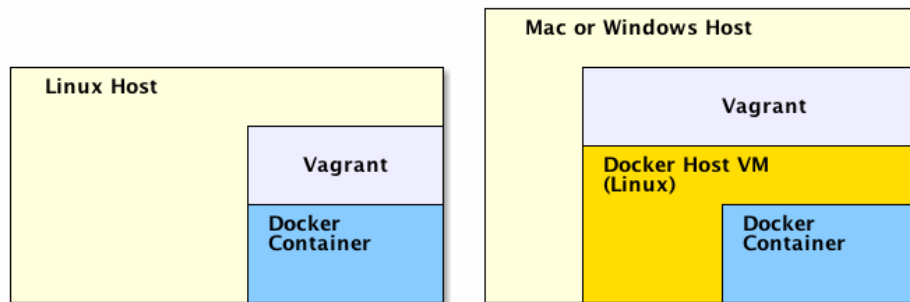 Linux Host
Vagrant
Docker
Container
Mac or Windows Host
Vagrant
Docker Host VM
(Linux)
Docker
Container